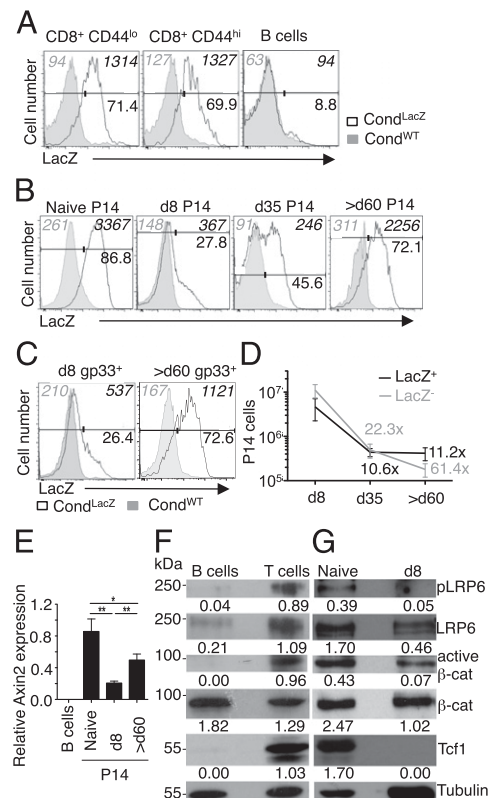 A
CD8+ CD44lo CD8+ CD44hi B cells
94 1314 127 1327 63 94
71.4 69.9 8.8
Cell number
LacZ
CondLacZ
CondWT
B
Naive P14 d8 P14 d35 P14 >d60 P14
261 3367 148 367 91 246 311 2256
86.8 27.8 45.6 72.1
Cell number
LacZ
C
d8 gp33+ >d60 gp33+
210 537 167 1121
26.4 72.6
Cell number
LacZ
CondLacZ CondWT
D
LacZ+
LacZ-
P14 cells
10⁷
10⁶
10⁵
22.3x
10.6x
11.2x
61.4x
d8 d35 >d60
E
Relative Axin2 expression
1.2
0.8
0.4
0.0
*
** **
B cells Naive d8 >d60
P14
F G
kDa B cells T cells Naive d8
250 pLRP6
0.04 0.89 0.39 0.05
250 LRP6
0.21 1.09 1.70 0.46
100 active β-cat
0.00 0.96 0.43 0.07
100 β-cat
1.82 1.29 2.47 1.02
55 Tcf1
0.00 1.03 1.70 0.00
55 Tubulin